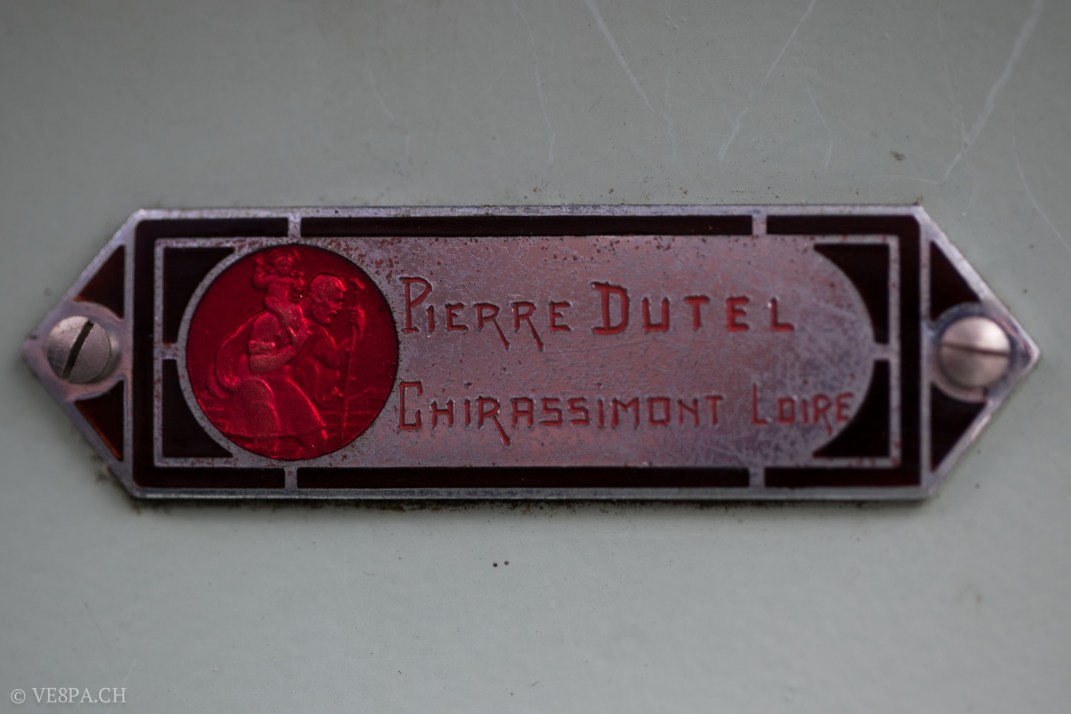 PIERRE DUTEL
CHIRASSIMONT LOIRE
© VE8PA.CH